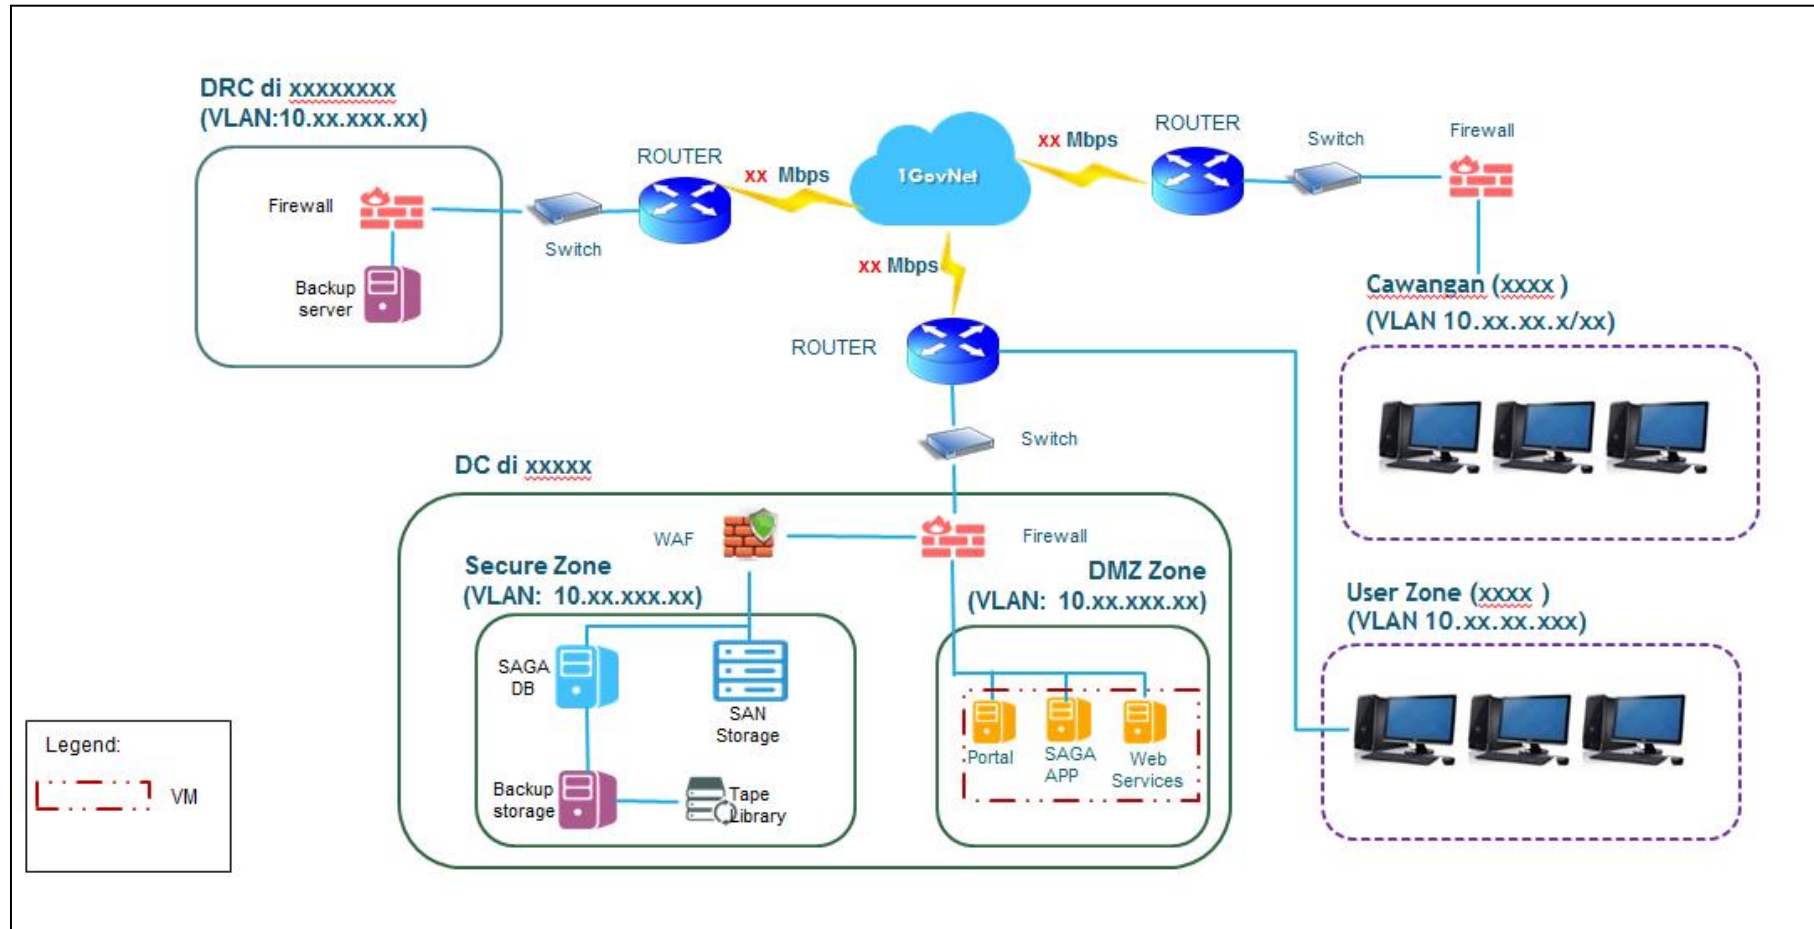 DRC di xxxxxxxx
(VLAN:10.xx.xxx.xx)
Firewall
Backup
server
Switch
ROUTER
xx Mbps
1GovNet
xx Mbps
ROUTER
Switch
Firewall
xx Mbps
ROUTER
Switch
Cawangan (xxxx )
(VLAN 10.xx.xx.x/xx)
DC di xxxxx
WAF
Firewall
Secure Zone
(VLAN: 10.xx.xxx.xx)
SAGA
DB
SAN
Storage
Backup
storage
Tape
Library
DMZ Zone
(VLAN: 10.xx.xxx.xx)
Portal
SAGA
APP
Web
Services
User Zone (xxxx )
(VLAN 10.xx.xx.xxx)
Legend:
VM